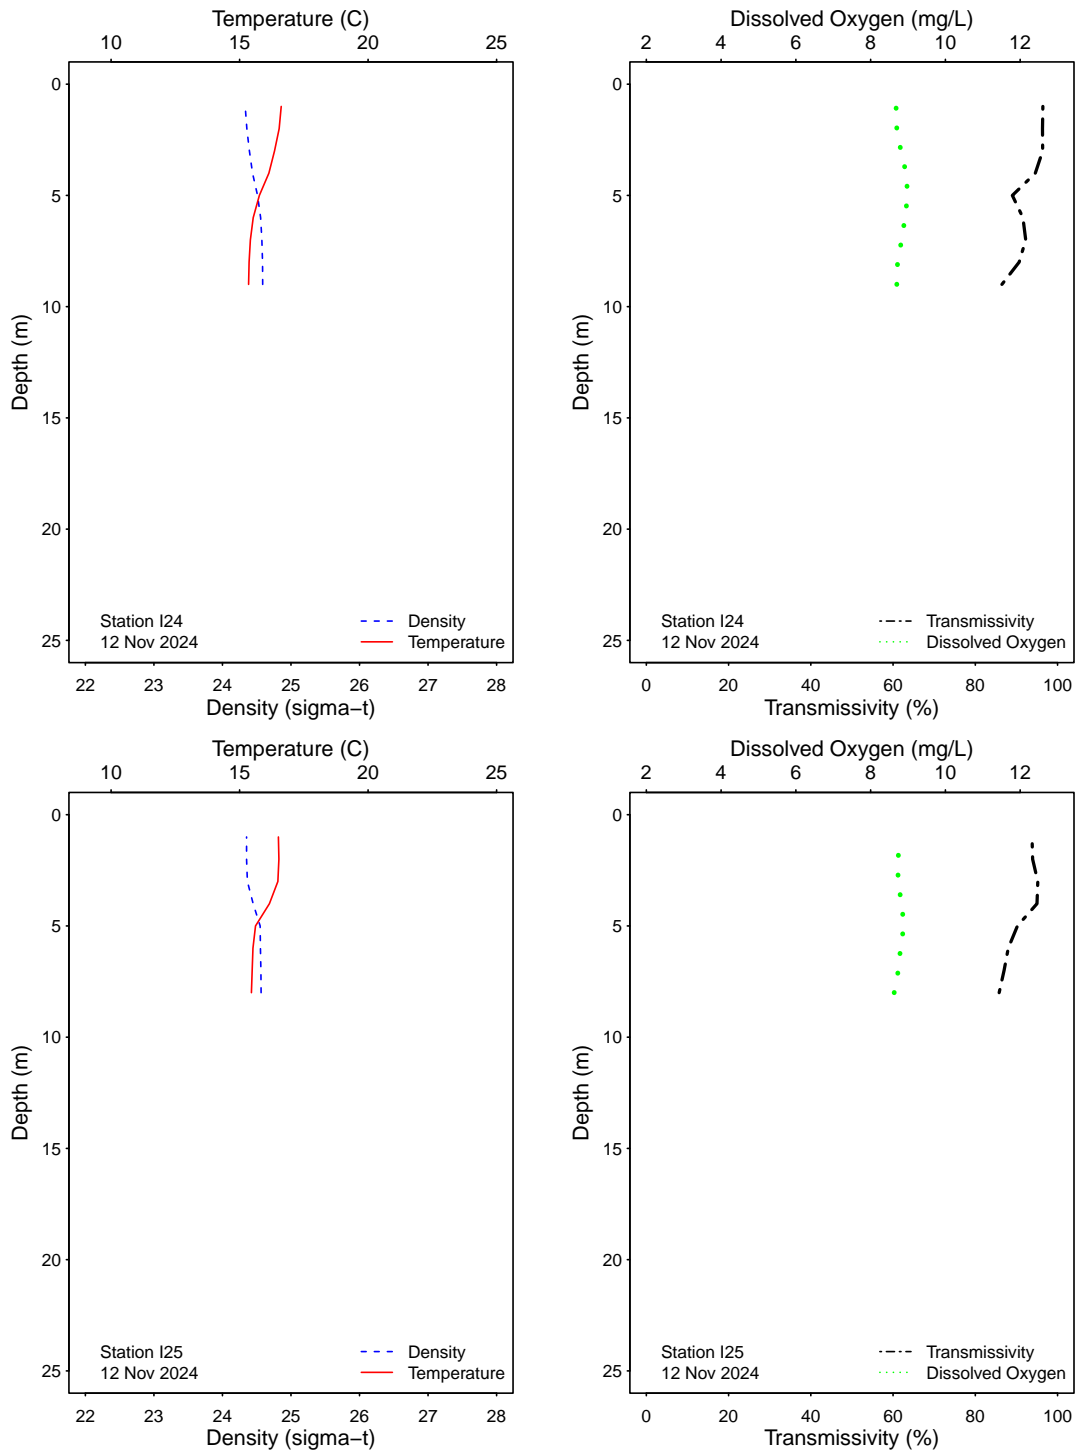 Temperature (C)
10 15 20 25
0
5
10
15
20
25
Depth (m)
Station I24
12 Nov 2024
Density
Temperature
22 23 24 25 26 27 28
Density (sigma−t)
Dissolved Oxygen (mg/L)
2 4 6 8 10 12
0
5
10
15
20
25
Depth (m)
Station I24
12 Nov 2024
Transmissivity
Dissolved Oxygen
0 20 40 60 80 100
Transmissivity (%)
Temperature (C)
10 15 20 25
0
5
10
15
20
25
Depth (m)
Station I25
12 Nov 2024
Density
Temperature
22 23 24 25 26 27 28
Density (sigma−t)
Dissolved Oxygen (mg/L)
2 4 6 8 10 12
0
5
10
15
20
25
Depth (m)
Station I25
12 Nov 2024
Transmissivity
Dissolved Oxygen
0 20 40 60 80 100
Transmissivity (%)